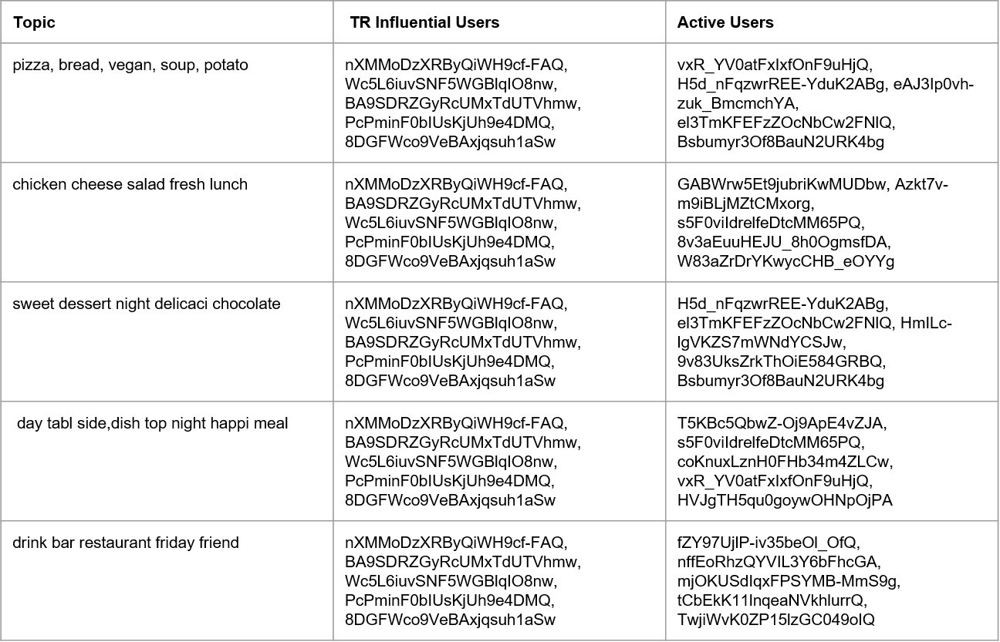 Topic
TR Influential Users
Active Users
pizza, bread, vegan, soup, potato
nXMMoDzXRByQiWH9cf-FAQ,
Wc5L6iuvSNF5WGBlqIO8nw,
BA9SDRZGyRcUMxTdUTVhmw,
PcPminF0bIUsKjUh9e4DMQ,
8DGFWco9VeBAxjqsuh1aSw
vxR_YV0atFxIxfOnF9uHjQ,
H5d_nFqzwrREE-YduK2ABg, eAJ3Ip0vh-
zuk_BmcmchYA,
el3TmKFEFzZOcNbCw2FNlQ,
Bsbumyr3Of8BauN2URK4bg
chicken cheese salad fresh lunch
nXMMoDzXRByQiWH9cf-FAQ,
BA9SDRZGyRcUMxTdUTVhmw,
Wc5L6iuvSNF5WGBlqIO8nw,
PcPminF0bIUsKjUh9e4DMQ,
8DGFWco9VeBAxjqsuh1aSw
GABWrw5Et9jubriKwMUDbw, Azkt7v-
m9iBLjMZtCMxorg,
s5F0viIdrelfeDtcMM65PQ,
8v3aEuuHEJU_8h0OgmsfDA,
W83aZrDrYKwycCHB_eOYYg
sweet dessert night delicaci chocolate
nXMMoDzXRByQiWH9cf-FAQ,
Wc5L6iuvSNF5WGBlqIO8nw,
BA9SDRZGyRcUMxTdUTVhmw,
PcPminF0bIUsKjUh9e4DMQ,
8DGFWco9VeBAxjqsuh1aSw
H5d_nFqzwrREE-YduK2ABg,
el3TmKFEFzZOcNbCw2FNlQ, HmILc-
lgVKZS7mWNdYCSJw,
9v83UksZrkThOiE584GRBQ,
Bsbumyr3Of8BauN2URK4bg
day tabl side,dish top night happi meal
nXMMoDzXRByQiWH9cf-FAQ,
BA9SDRZGyRcUMxTdUTVhmw,
Wc5L6iuvSNF5WGBlqIO8nw,
PcPminF0bIUsKjUh9e4DMQ,
8DGFWco9VeBAxjqsuh1aSw
T5KBc5QbwZ-Oj9ApE4vZJA,
s5F0viIdrelfeDtcMM65PQ,
coKnuxLznH0FHb34m4ZLCw,
vxR_YV0atFxIxfOnF9uHjQ,
HVJgTH5qu0goywOHNpOjPA
drink bar restaurant friday friend
nXMMoDzXRByQiWH9cf-FAQ,
BA9SDRZGyRcUMxTdUTVhmw,
Wc5L6iuvSNF5WGBlqIO8nw,
PcPminF0bIUsKjUh9e4DMQ,
8DGFWco9VeBAxjqsuh1aSw
fZY97UjlP-iv35beOl_OfQ,
nffEoRhzQYVIL3Y6bFhcGA,
mjOKUSdIqxFPSYMB-MmS9g,
tCbEkK11lnqeaNVkhlurrQ,
TwjiWvK0ZP15lzGC049oIQ